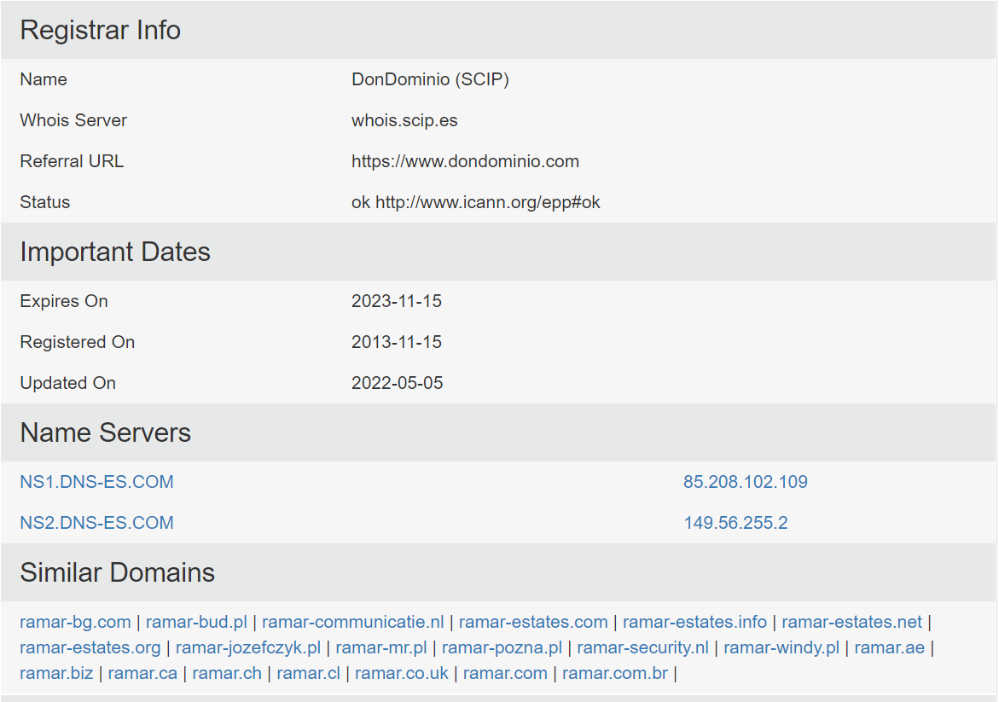 Registrar Info
Name DonDominio (SCIP)
Whois Server whois.scip.es
Referral URL https://www.dondominio.com
Status ok http://www.icann.org/epp#ok
Important Dates
Expires On 2023-11-15
Registered On 2013-11-15
Updated On 2022-05-05
Name Servers
NS1.DNS-ES.COM 85.208.102.109
NS2.DNS-ES.COM 149.56.255.2
Similar Domains
ramar-bg.com | ramar-bud.pl | ramar-communicatie.nl | ramar-estates.com | ramar-estates.info | ramar-estates.net |
ramar-estates.org | ramar-jozefczyk.pl | ramar-mr.pl | ramar-pozna.pl | ramar-security.nl | ramar-windy.pl | ramar.ae |
ramar.biz | ramar.ca | ramar.ch | ramar.cl | ramar.co.uk | ramar.com | ramar.com.br |